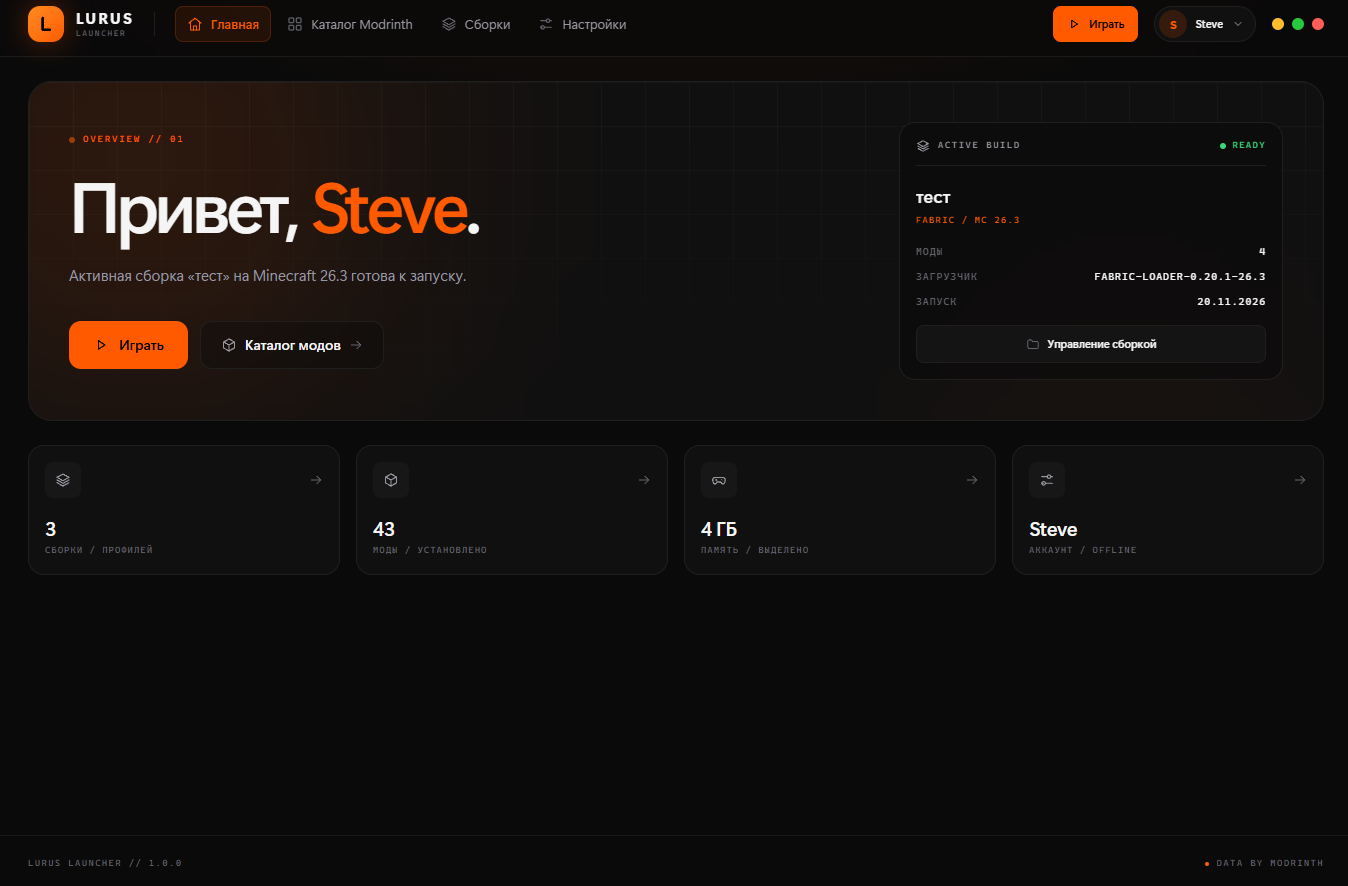 L
LURUS
LAUNCHER
Главная
Каталог Modrinth
Сборки
Настройки
Играть
S
Steve
OVERVIEW // 01
Привет, Steve.
Активная сборка «тест» на Minecraft 26.3 готова к запуску.
Играть
Каталог модов
ACTIVE BUILD
READY
тест
FABRIC / MC 26.3
МОДЫ 4
ЗАГРУЗЧИК FABRIC-LOADER-0.20.1-26.3
ЗАПУСК 20.11.2026
Управление сборкой
3
СБОРКИ / ПРОФИЛЕЙ
43
МОДЫ / УСТАНОВЛЕНО
4 ГБ
ПАМЯТЬ / ВЫДЕЛЕНО
Steve
АККАУНТ / OFFLINE
LURUS LAUNCHER // 1.0.0
DATA BY MODRINTH